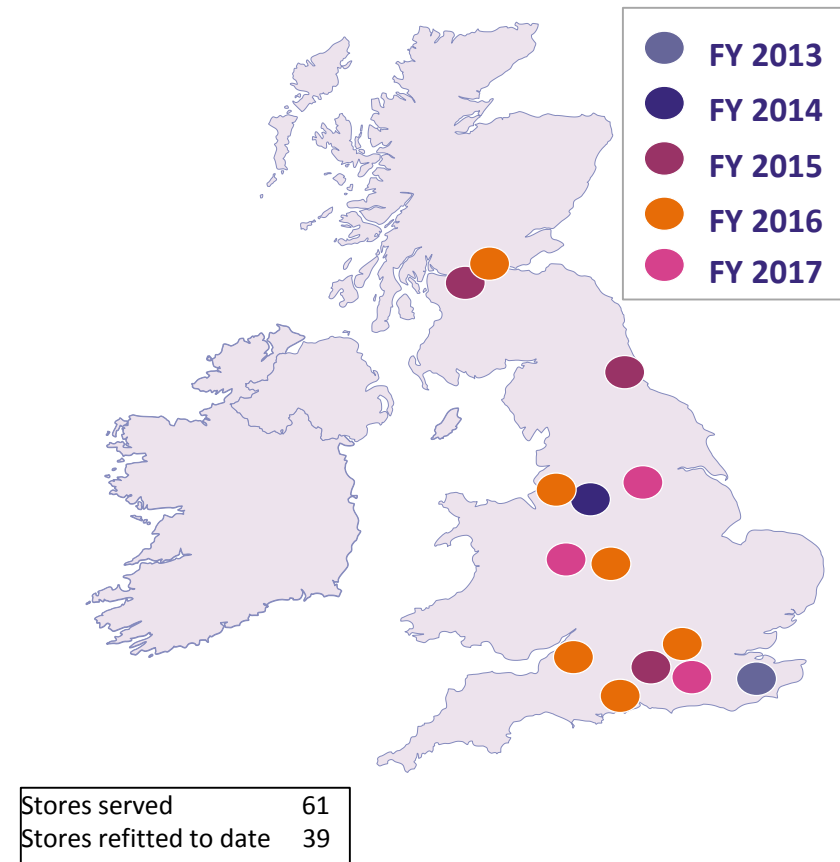 FY 2013
FY 2014
FY 2015
FY 2016
FY 2017
Stores served 61
Stores refitted to date 39